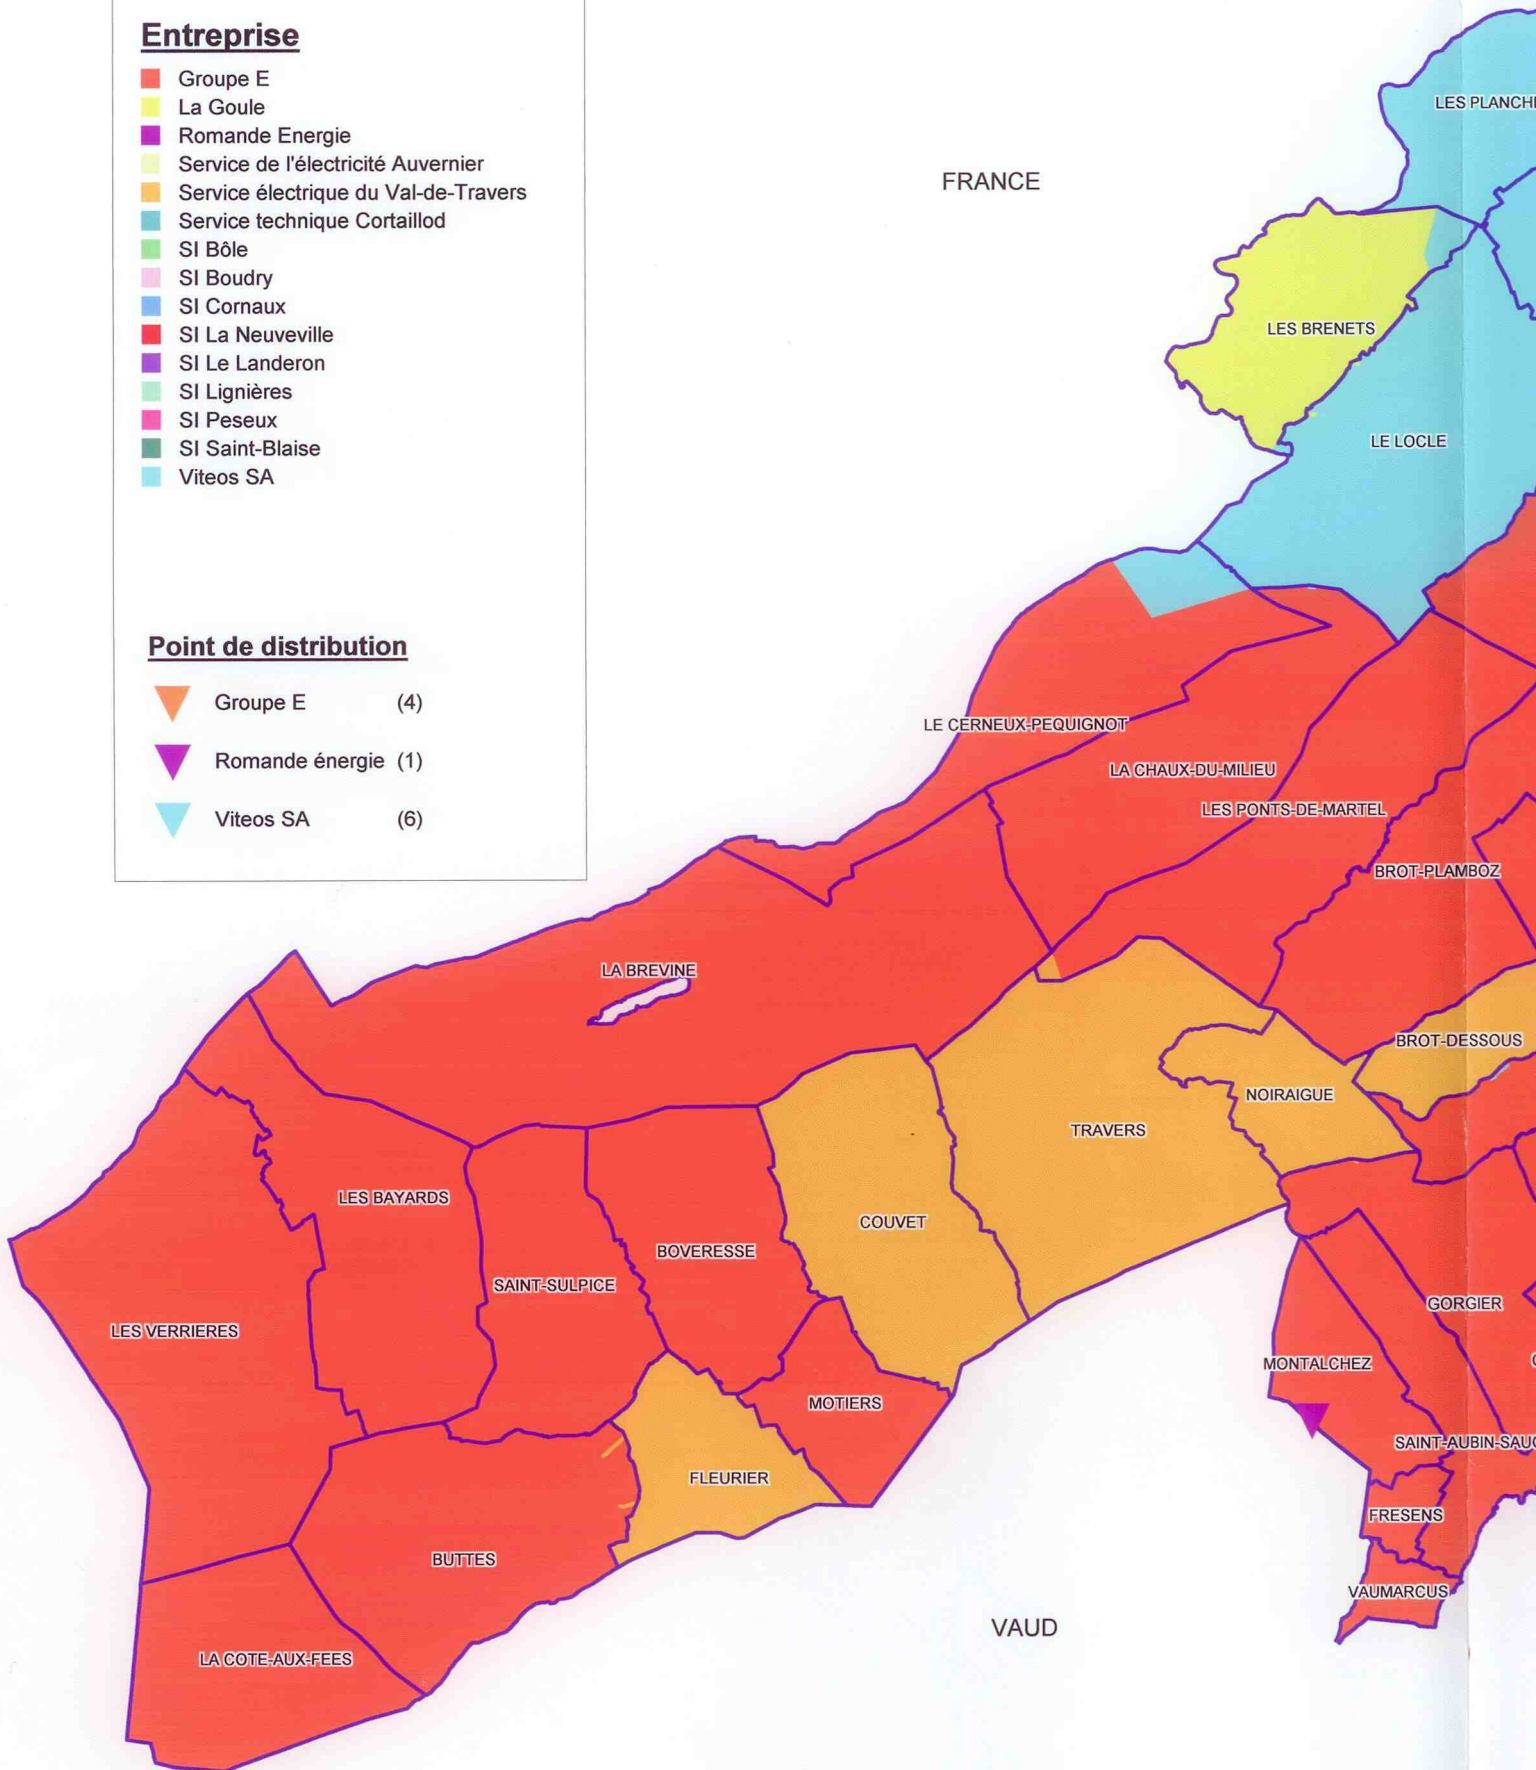 Entreprise
Groupe E
La Goule
Romande Energie
Service de l'électricité Auvernier
Service électrique du Val-de-Travers
Service technique Cortaillod
SI Bôle
SI Boudry
SI Cornaux
SI La Neuveville
SI Le Landeron
SI Lignières
SI Peseux
SI Saint-Blaise
Viteos SA
Point de distribution
Groupe E (4)
Romande énergie (1)
Viteos SA (6)
LES PLANCH
FRANCE
LES BRENETS
LE LOCLE
LE CERNEUX-PEQUIGNOT
LA CHAUX-DU-MILIEU
LES PONTS-DE-MARTEL
BROT-PLAMBOZ
LA BREVINE
BROT-DESSOUS
NOIRAIGUE
TRAVERS
LES BAYARDS
COUVET
BOVERESSE
SAINT-SULPICE
GORGIER
LES VERRIERES
MONTALCHEZ
MOTIERS
SAINT-AUBIN-SAU
FLEURIER
FRESENS
BUTTES
VAUMARCUS
VAUD
LA COTE-AUX-FEES